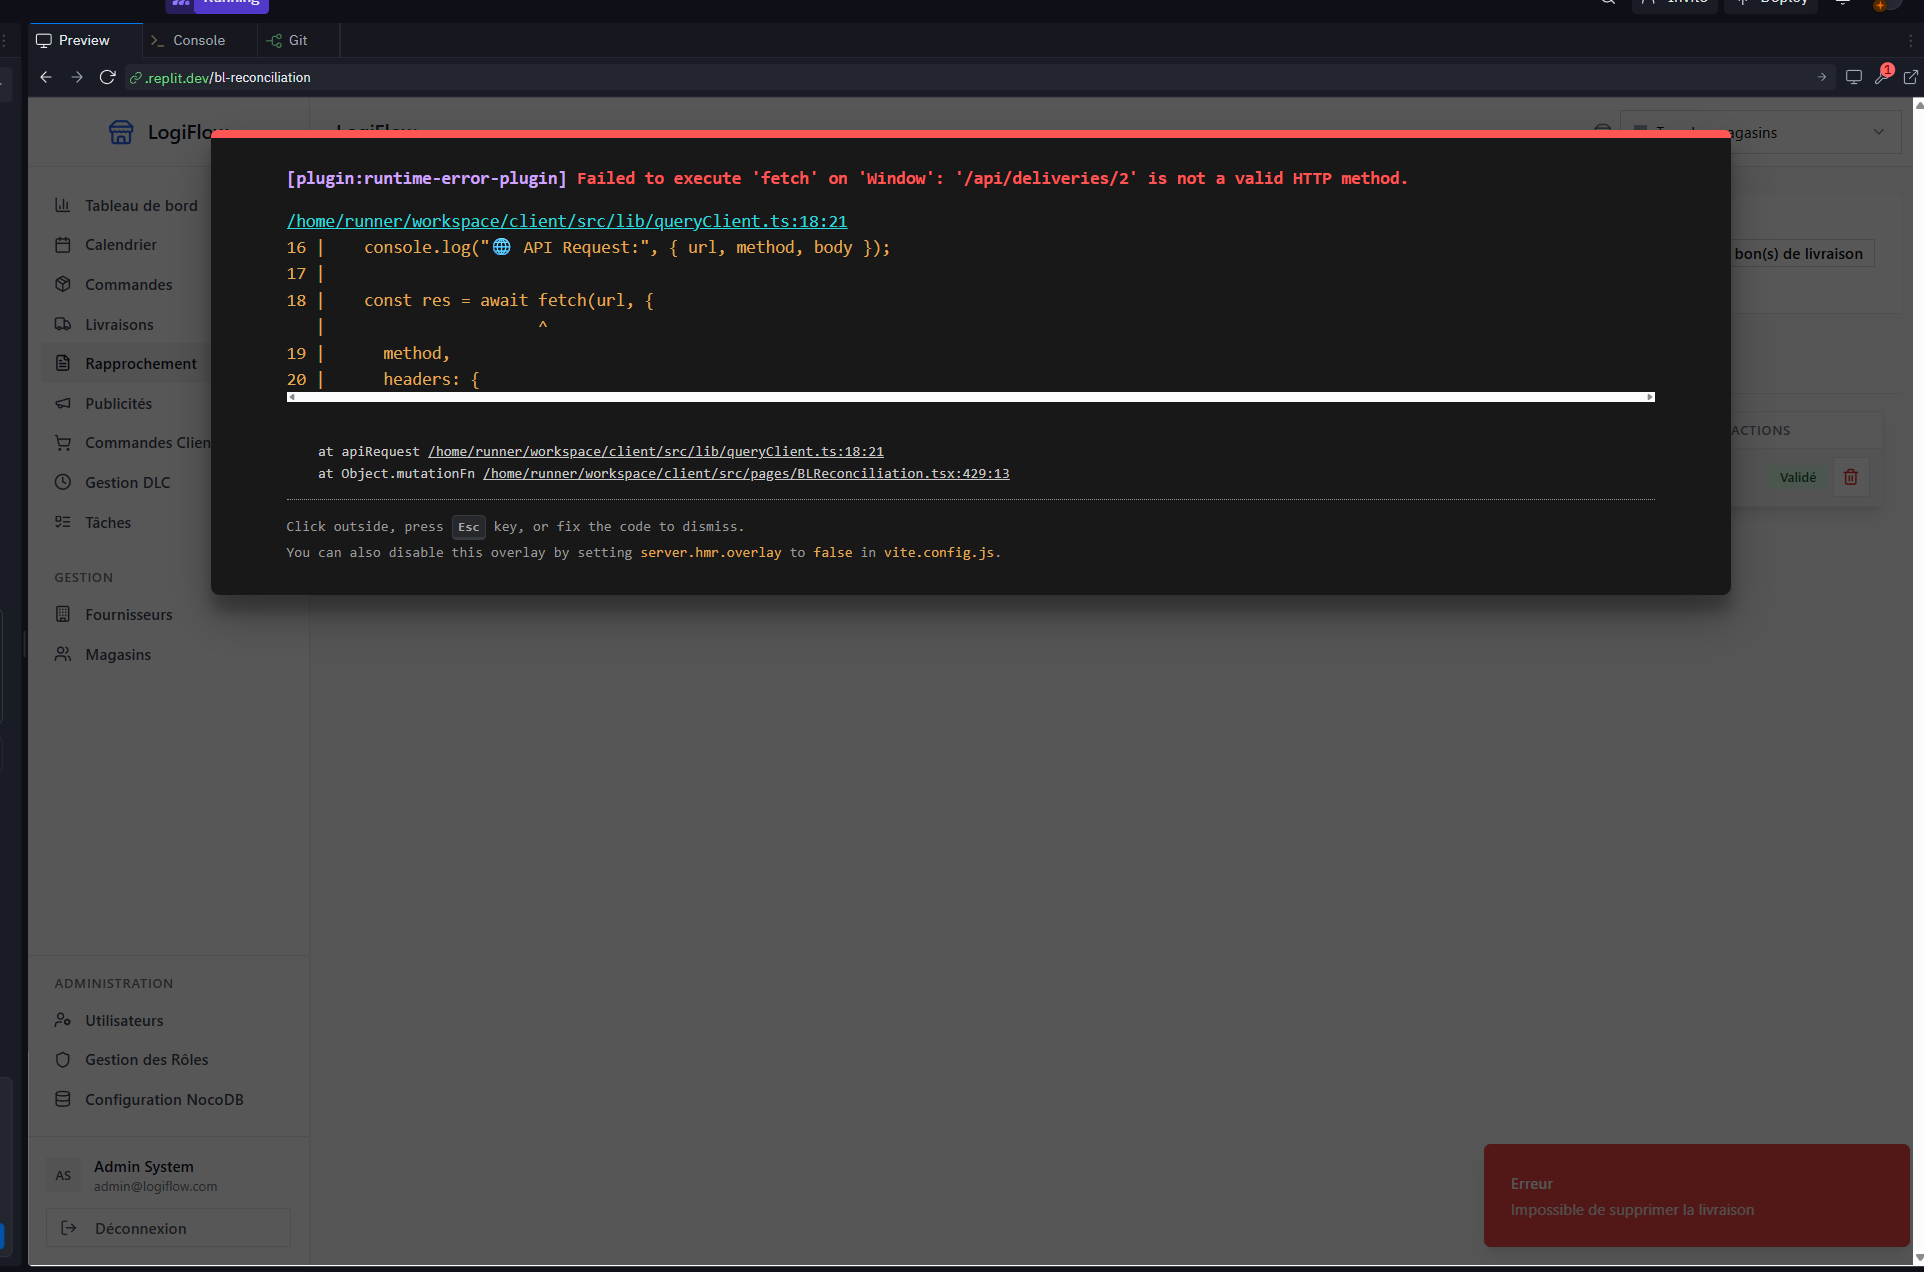 Running
Invite
Deploy
Preview
Console
Git
.replit.dev/bl-reconciliation
1
LogiFlow
LogiFlow
magasins
Tableau de bord
Calendrier
Commandes
Livraisons
Rapprochement
Publicités
Commandes Clien
Gestion DLC
Tâches
GESTION
Fournisseurs
Magasins
bon(s) de livraison
ACTIONS
Validé
[plugin:runtime-error-plugin] Failed to execute 'fetch' on 'Window': '/api/deliveries/2' is not a valid HTTP method.
/home/runner/workspace/client/src/lib/queryClient.ts:18:21
16 |    console.log("🌐 API Request:", { url, method, body });
17 |
18 |    const res = await fetch(url, {
   |                      ^
19 |      method,
20 |      headers: {
at apiRequest /home/runner/workspace/client/src/lib/queryClient.ts:18:21
at Object.mutationFn /home/runner/workspace/client/src/pages/BLReconciliation.tsx:429:13
Click outside, press Esc key, or fix the code to dismiss.
You can also disable this overlay by setting server.hmr.overlay to false in vite.config.js.
ADMINISTRATION
Utilisateurs
Gestion des Rôles
Configuration NocoDB
AS
Admin System
admin@logiflow.com
Déconnexion
Erreur
Impossible de supprimer la livraison